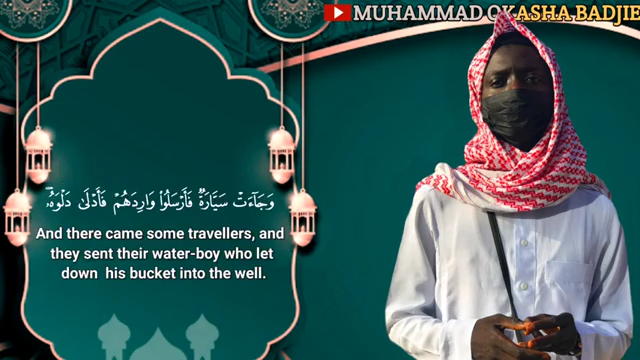 MUHAMMAD OKASHA BADJIE
وَجَآءَتْ سَيَّارَةٌ فَأَرْسَلُوا۟ وَارِدَهُمْ فَأَدْلَىٰ دَلْوَهُۥ
And there came some travellers, and
they sent their water-boy who let
down his bucket into the well.